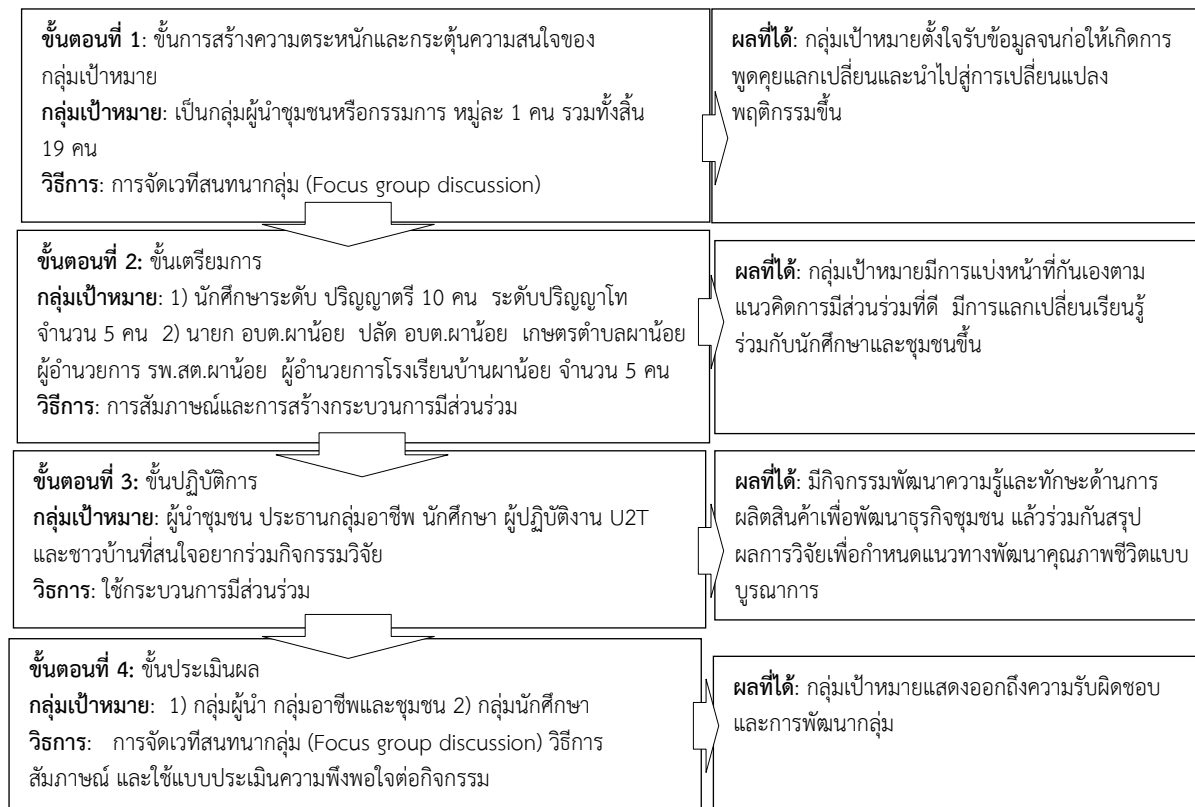 ขั้นตอนที่ 1: ขั้นการสร้างความตระหนักและกระตุ้นความสนใจของ
กลุ่มเป้าหมาย
กลุ่มเป้าหมาย: เป็นกลุ่มผู้นำชุมชนหรือกรรมการ หมู่ละ 1 คน รวมทั้งสิ้น
19 คน
วิธีการ: การจัดเวทีสนทนากลุ่ม (Focus group discussion)
ผลที่ได้: กลุ่มเป้าหมายตั้งใจรับข้อมูลจนก่อให้เกิดการ
พูดคุยแลกเปลี่ยนและนำไปสู่การเปลี่ยนแปลง
พฤติกรรมขึ้น
ขั้นตอนที่ 2: ขั้นเตรียมการ
กลุ่มเป้าหมาย: 1) นักศึกษาระดับ ปริญญาตรี 10 คน ระดับปริญญาโท
จำนวน 5 คน 2) นายก อบต.ผาน้อย ปลัด อบต.ผาน้อย เกษตรตำบลผาน้อย
ผู้อำนวยการ รพ.สต.ผาน้อย ผู้อำนวยการโรงเรียนบ้านผาน้อย จำนวน 5 คน
วิธีการ: การสัมภาษณ์และการสร้างกระบวนการมีส่วนร่วม
ผลที่ได้: กลุ่มเป้าหมายมีการแบ่งหน้าที่กันเองตาม
แนวคิดการมีส่วนร่วมที่ดี มีการแลกเปลี่ยนเรียนรู้
ร่วมกับนักศึกษาและชุมชนขึ้น
ขั้นตอนที่ 3: ขั้นปฏิบัติการ
กลุ่มเป้าหมาย: ผู้นำชุมชน ประธานกลุ่มอาชีพ นักศึกษา ผู้ปฏิบัติงาน U2T
และชาวบ้านที่สนใจอยากร่วมกิจกรรมวิจัย
วิธีการ: ใช้กระบวนการมีส่วนร่วม
ผลที่ได้: มีกิจกรรมพัฒนาความรู้และทักษะด้านการ
ผลิตสินค้าเพื่อพัฒนาธุรกิจชุมชน แล้วร่วมกันสรุป
ผลการวิจัยเพื่อกำหนดแนวทางพัฒนาคุณภาพชีวิตแบบ
บูรณาการ
ขั้นตอนที่ 4: ขั้นประเมินผล
กลุ่มเป้าหมาย: 1) กลุ่มผู้นำ กลุ่มอาชีพและชุมชน 2) กลุ่มนักศึกษา
วิธการ: การจัดเวทีสนทนากลุ่ม (Focus group discussion) วิธีการ
สัมภาษณ์ และใช้แบบประเมินความพึงพอใจต่อกิจกรรม
ผลที่ได้: กลุ่มเป้าหมายแสดงออกถึงความรับผิดชอบ
และการพัฒนากลุ่ม